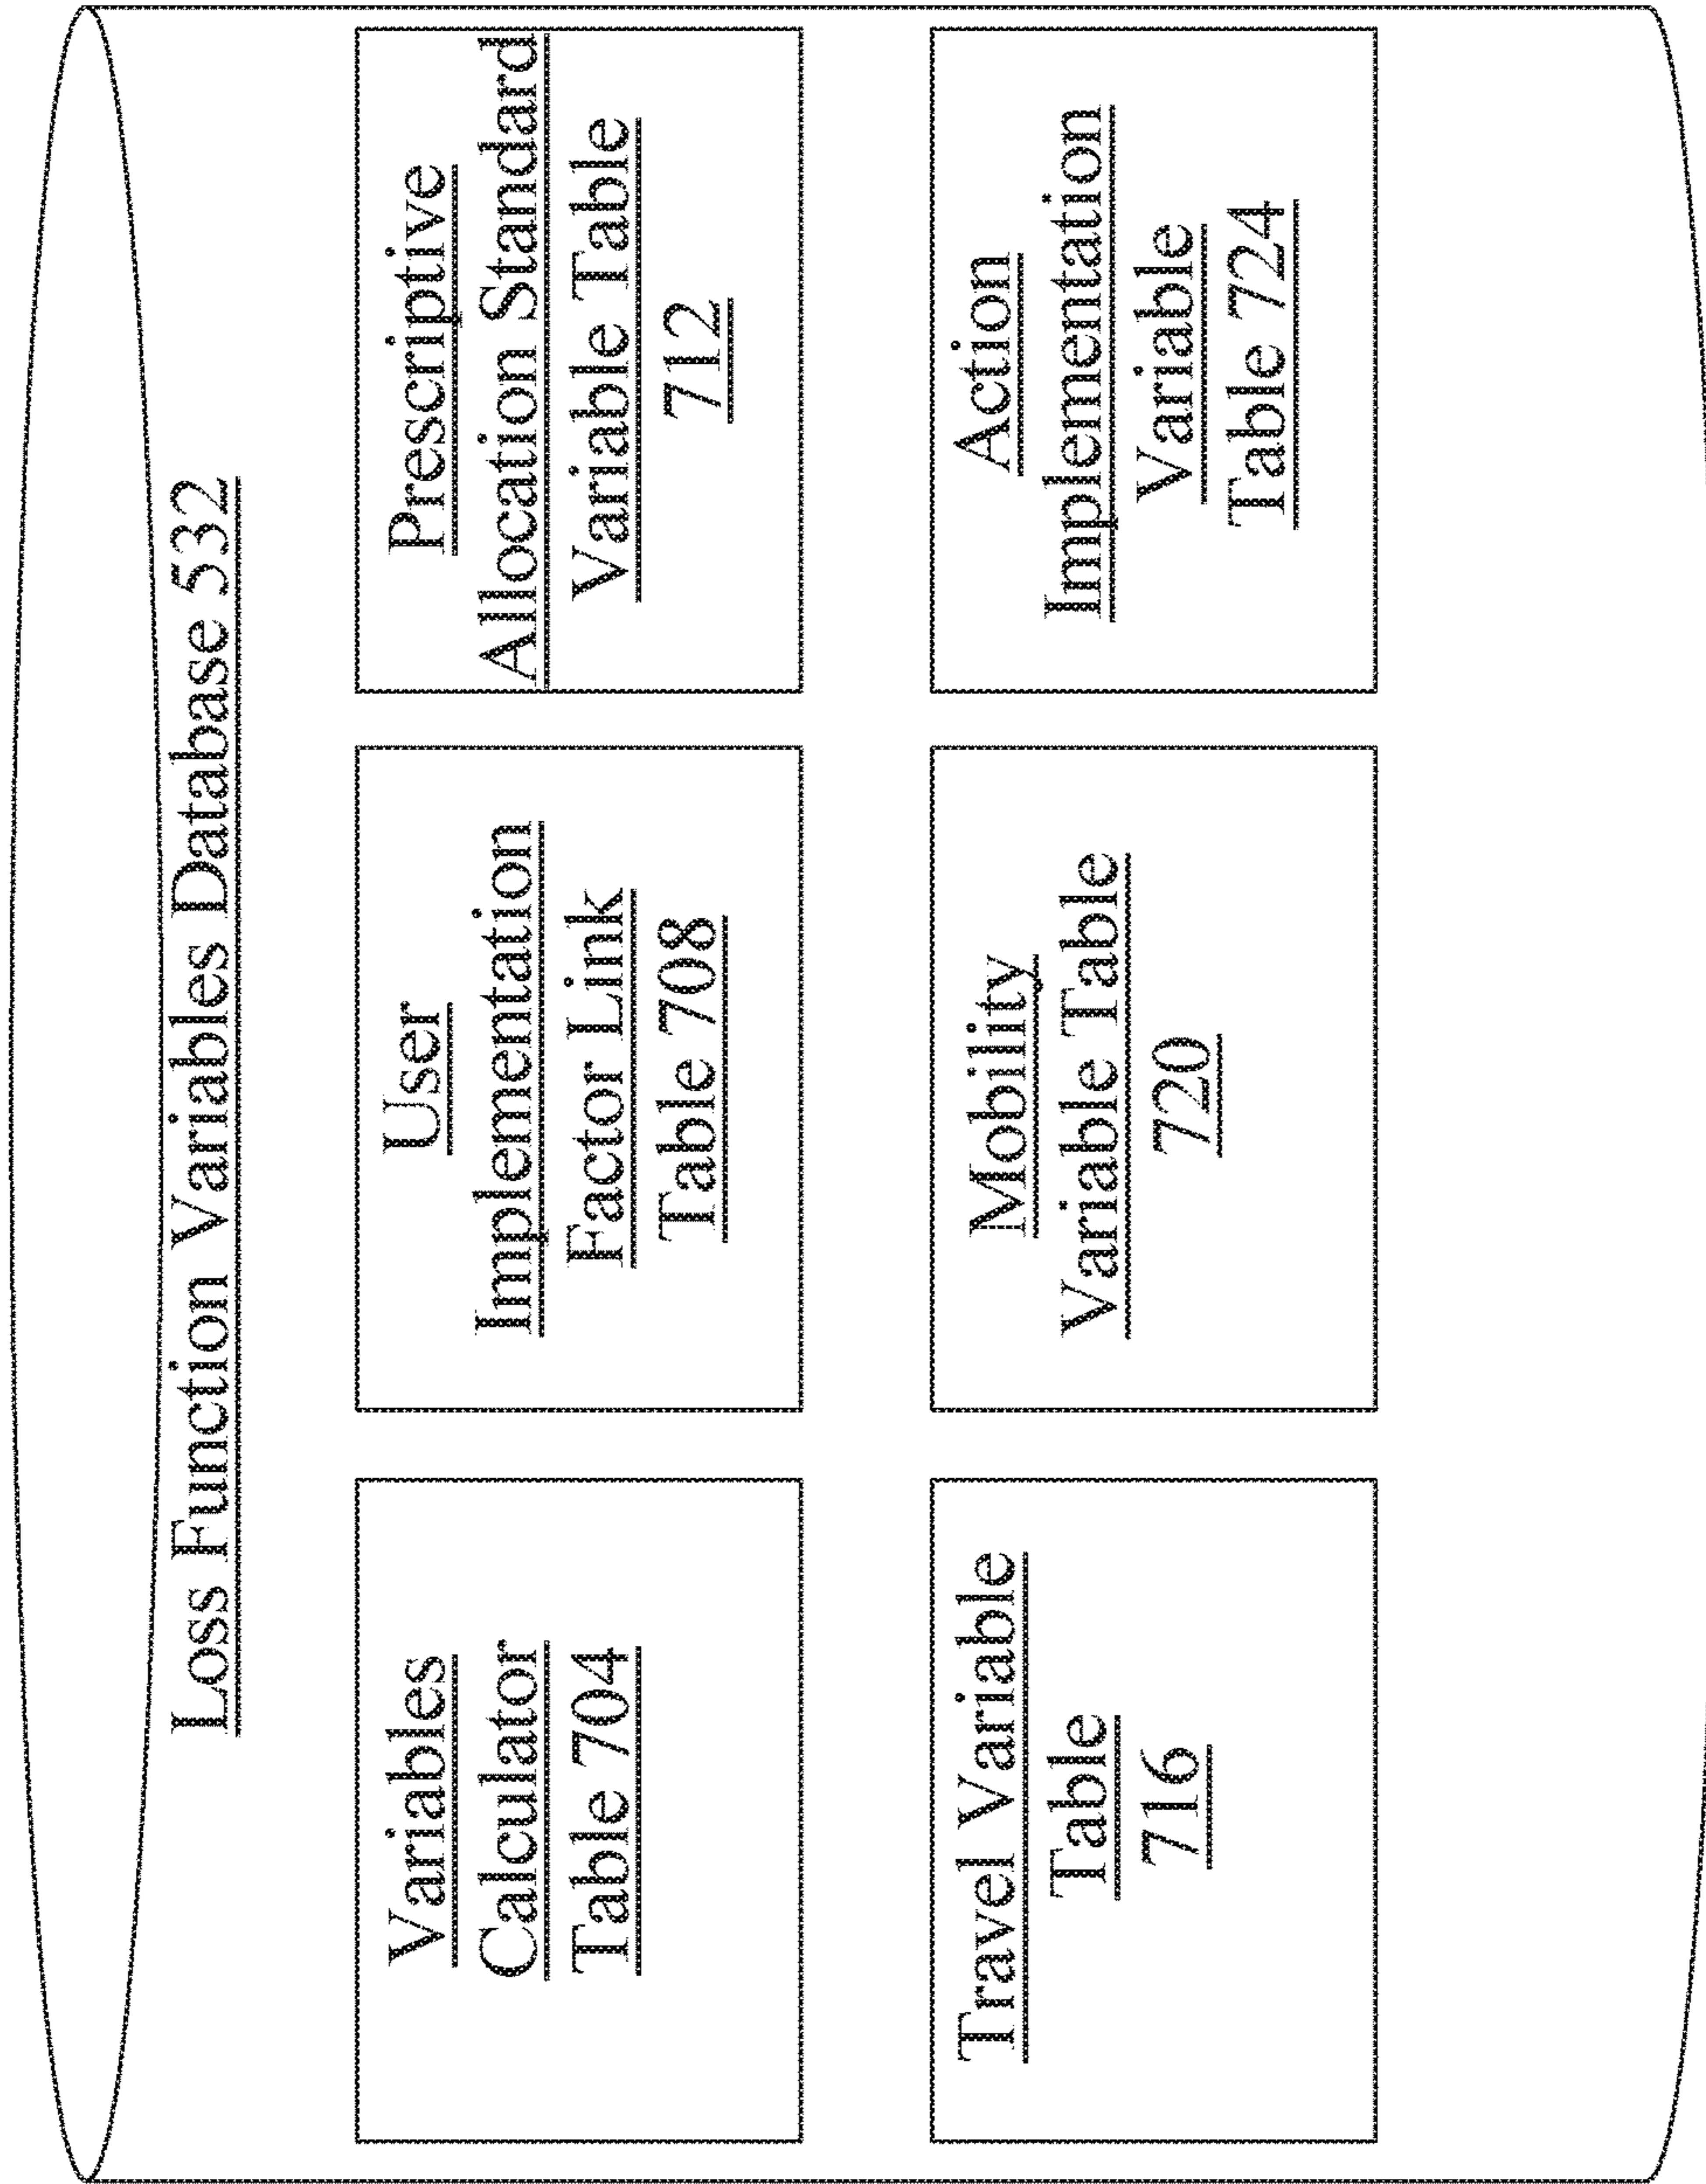 Loss Function Variables Database 532
Variables
Calculator
Table 704
User
Implementation
Factor Link
Table 708
Prescriptive
Allocation Standard
Variable Table
712
Travel Variable
Table
716
Mobility
Variable Table
720
Action
Implementation
Variable
Table 724